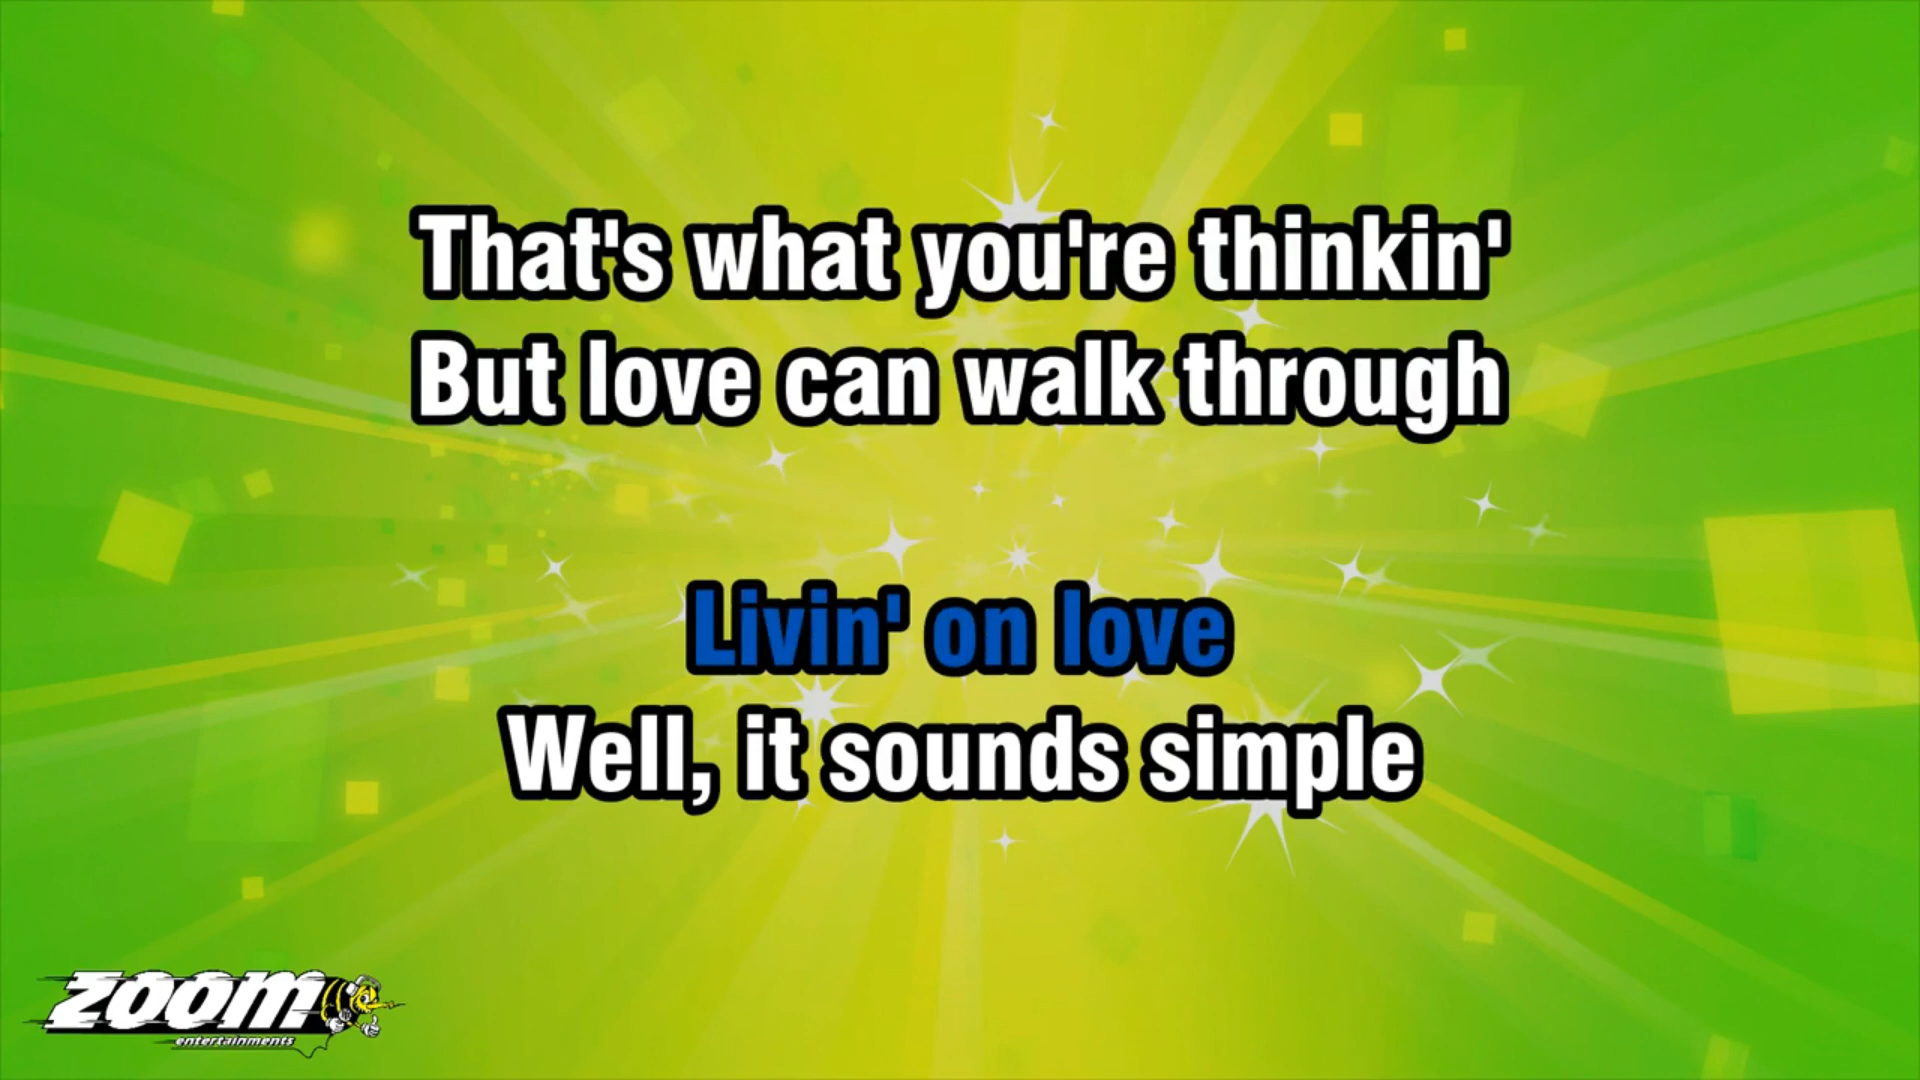 That's what you're thinkin'
But love can walk through
Livin' on love
Well, it sounds simple
zoom
entertainments